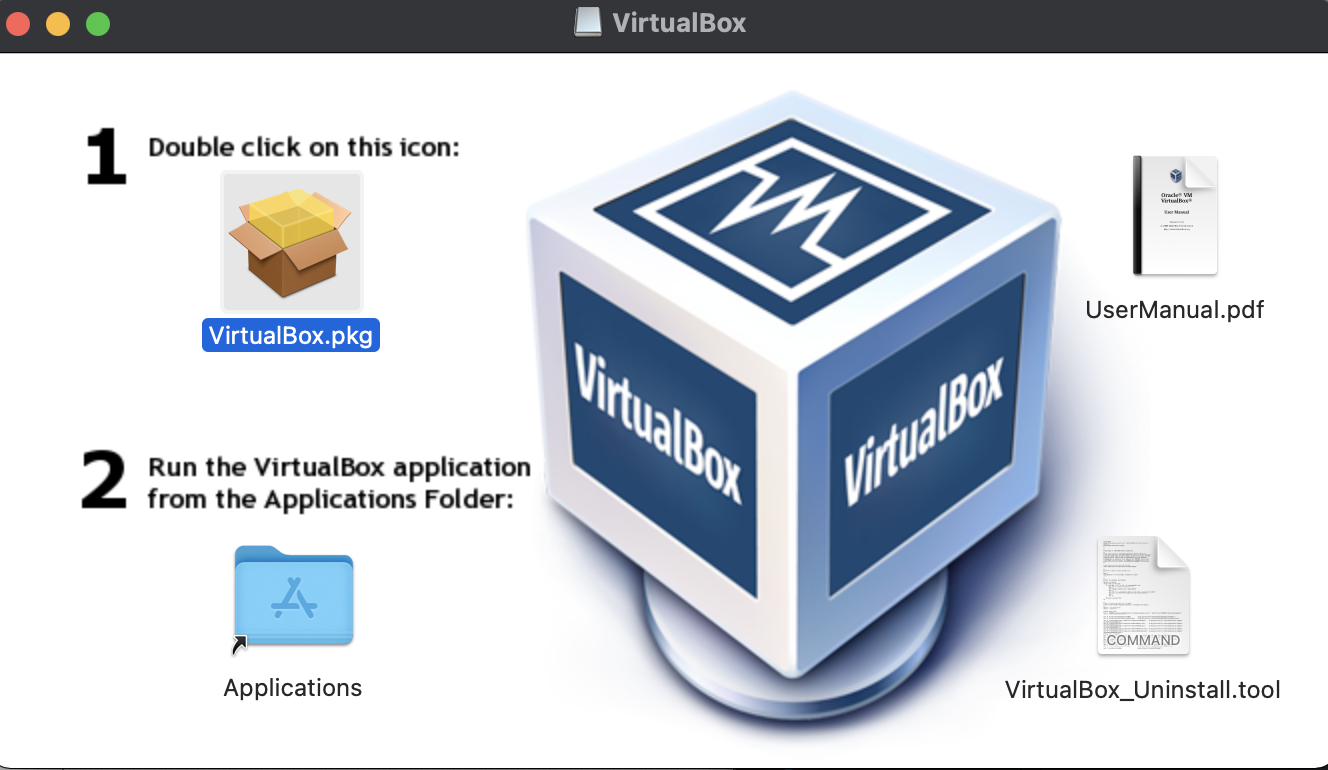 VirtualBox
1 Double click on this icon:
VirtualBox.pkg
2 Run the VirtualBox application
from the Applications Folder:
Applications
VirtualBox
VirtualBox
Oracle® VM
VirtualBox®
User Manual
UserManual.pdf
COMMAND
VirtualBox_Uninstall.tool